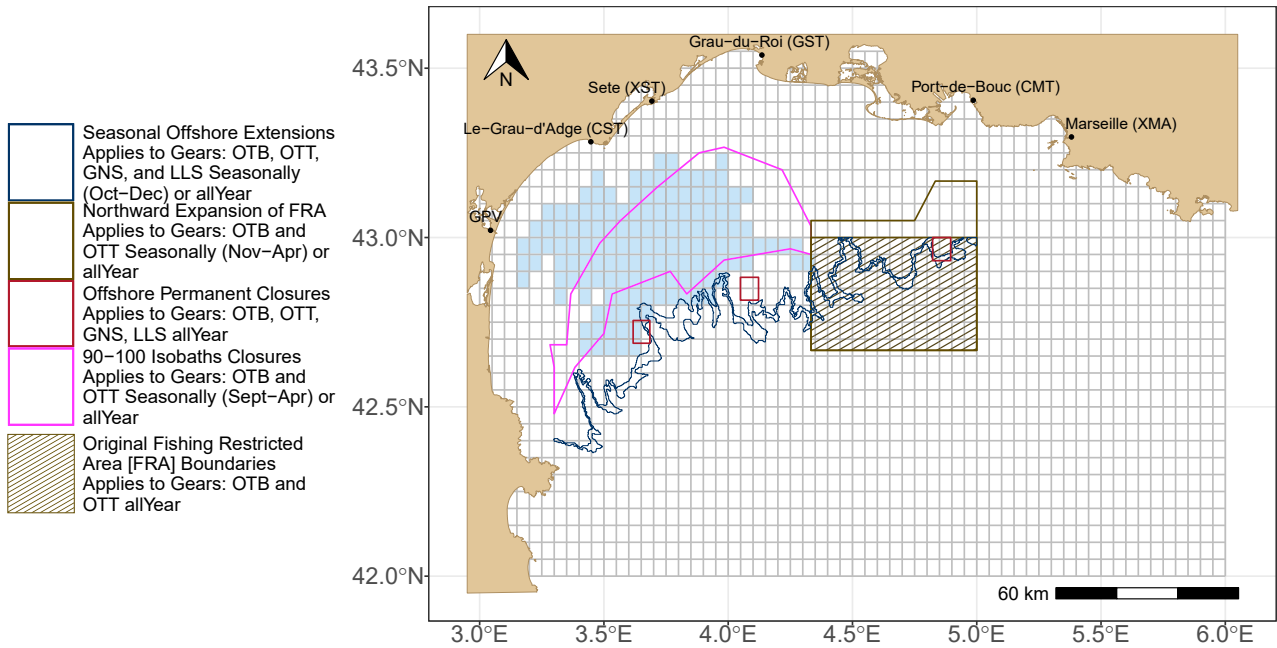 Seasonal Offshore Extensions
Applies to Gears: OTB, OTT,
GNS, and LLS Seasonally
(Oct−Dec) or allYear
Northward Expansion of FRA
Applies to Gears: OTB and
OTT Seasonally (Nov−Apr) or
allYear
Offshore Permanent Closures
Applies to Gears: OTB, OTT,
GNS, LLS allYear
90−100 Isobaths Closures
Applies to Gears: OTB and
OTT Seasonally (Sept−Apr) or
allYear
Original Fishing Restricted
Area [FRA] Boundaries
Applies to Gears: OTB and
OTT allYear
43.5°N
43.0°N
42.5°N
42.0°N
N
Grau−du−Roi (GST)
Sete (XST)
Port−de−Bouc (CMT)
Le−Grau−d'Adge (CST)
Marseille (XMA)
GPV
60 km
3.0°E 3.5°E 4.0°E 4.5°E 5.0°E 5.5°E 6.0°E